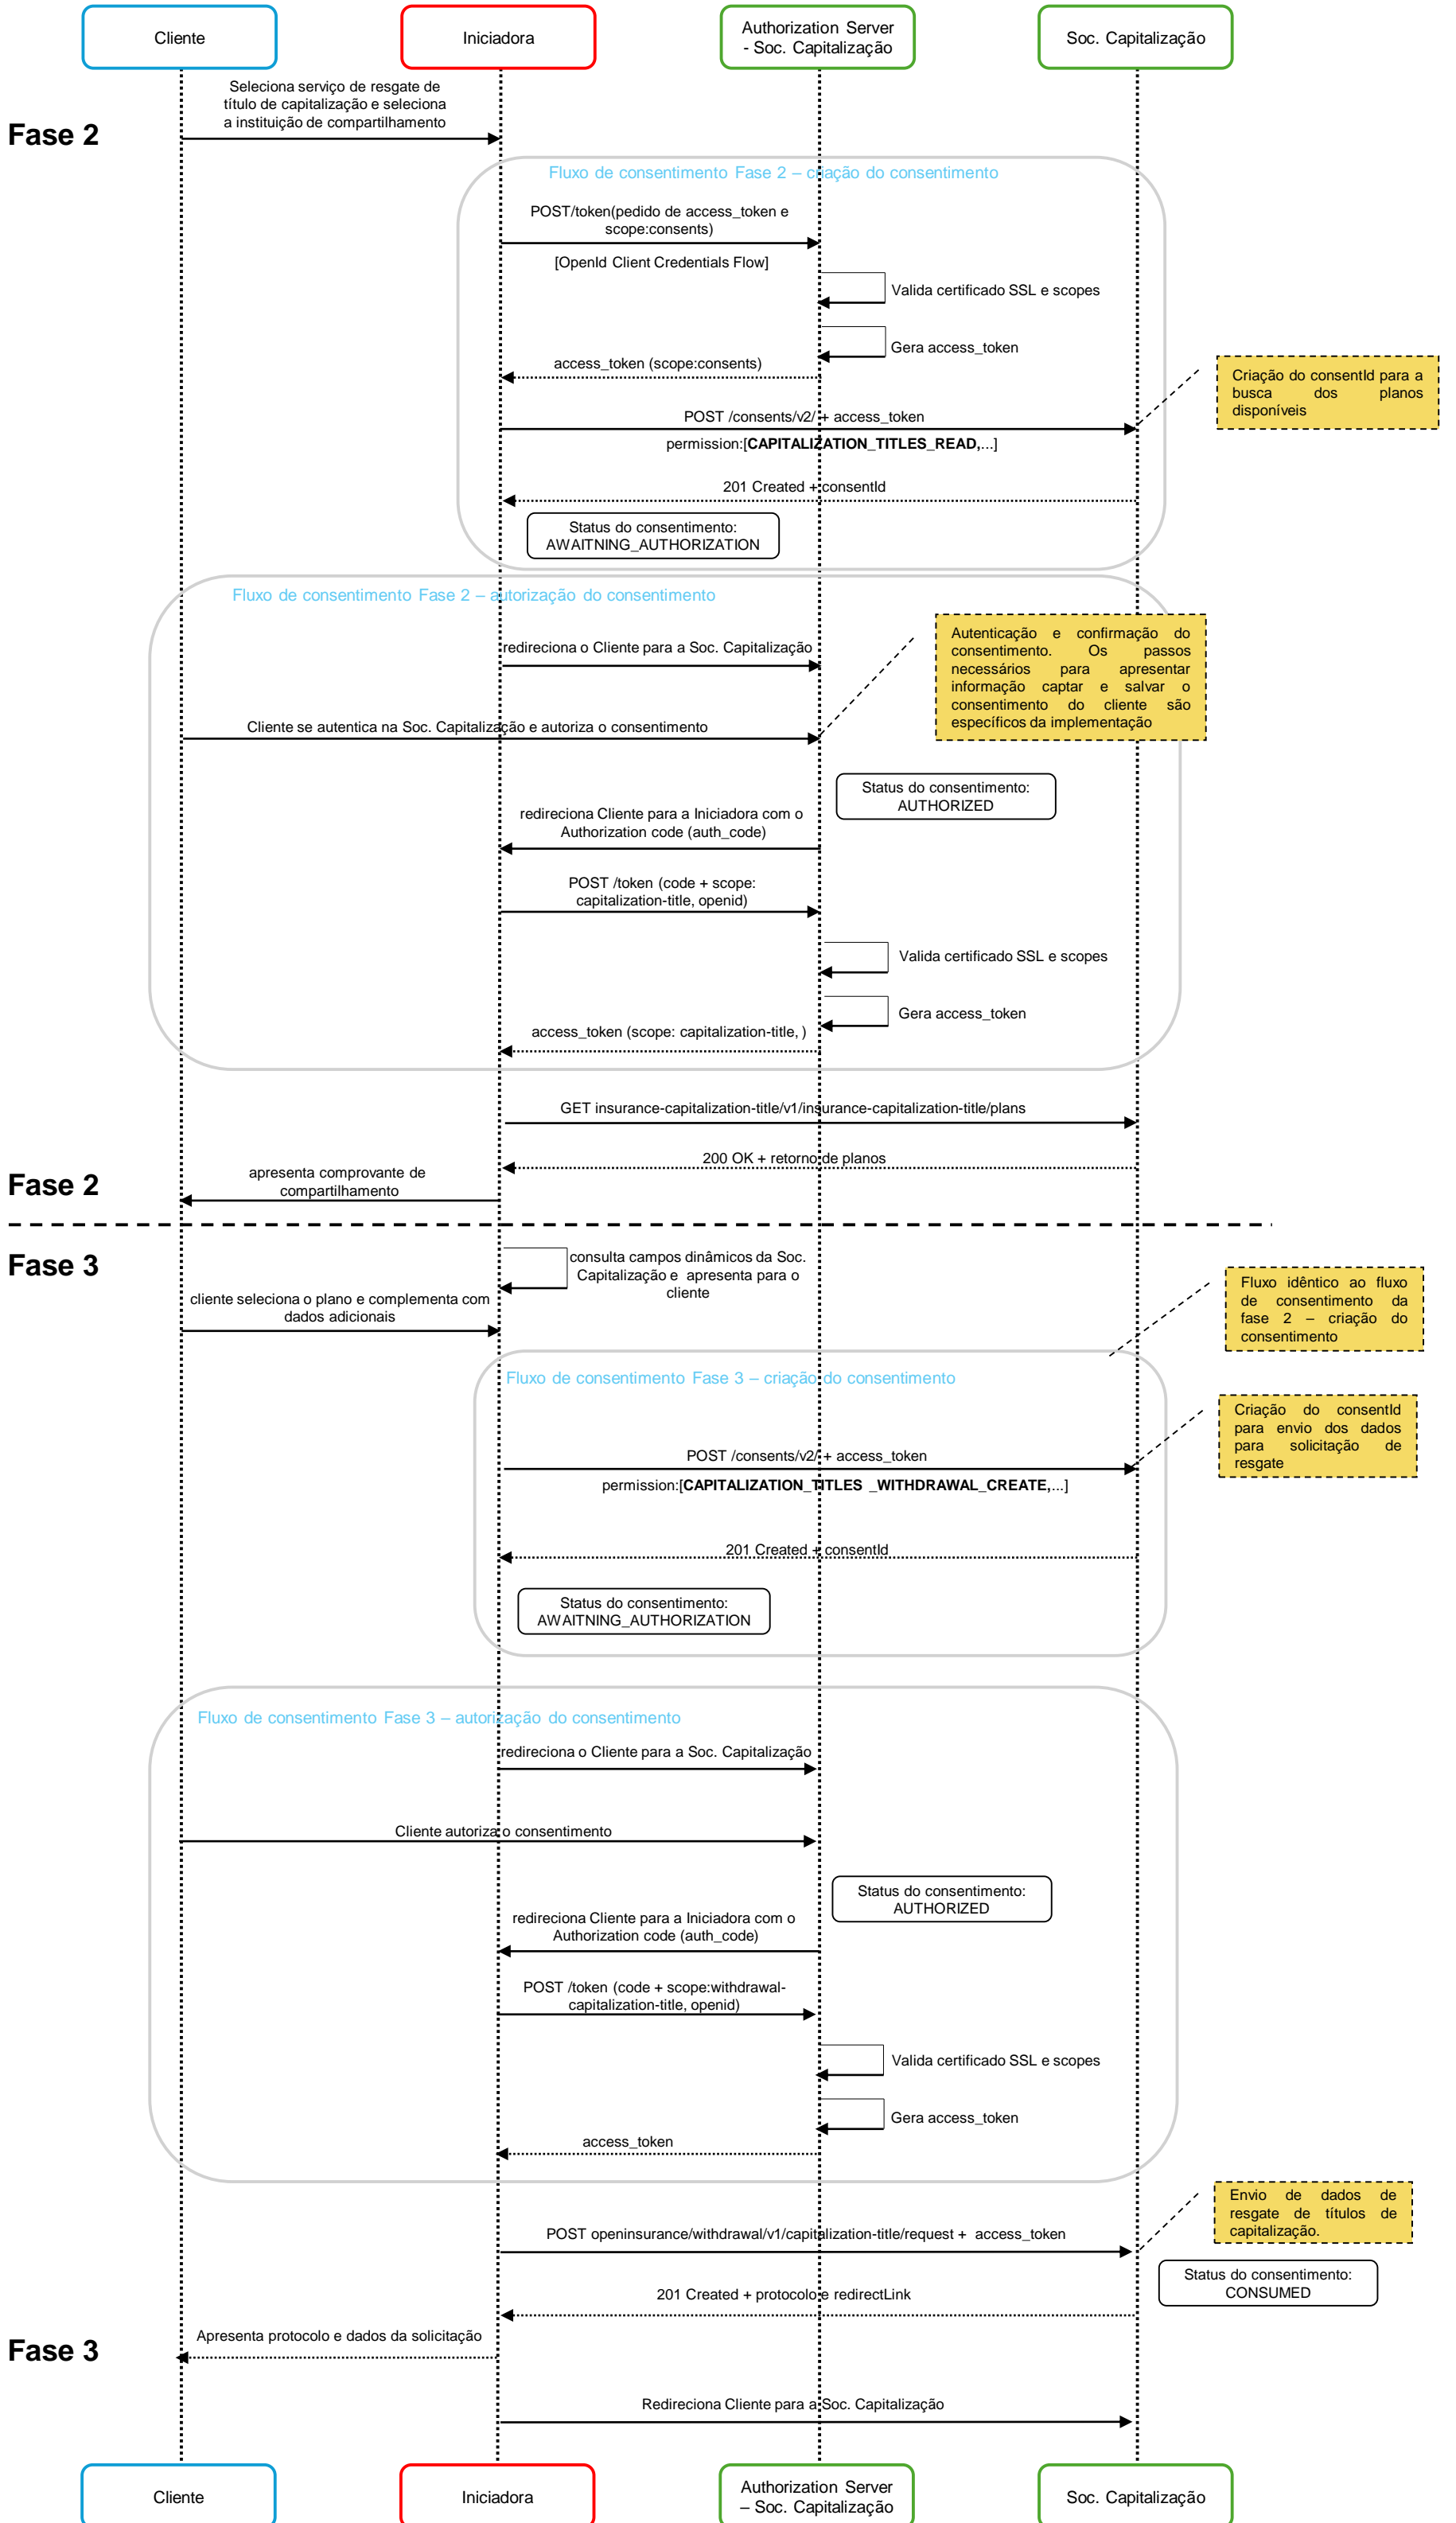 Cliente
Iniciadora
Authorization Server
- Soc. Capitalização
Soc. Capitalização
Seleciona serviço de resgate de
título de capitalização e seleciona
a instituição de compartilhamento
Fase 2
Fluxo de consentimento Fase 2 – criação do consentimento
POST/token(pedido de access_token e
scope:consents)
[OpenId Client Credentials Flow]
Valida certificado SSL e scopes
Gera access_token
access_token (scope:consents)
Criação do consentId para a
busca dos planos
disponíveis
POST /consents/v2/ + access_token
permission:[CAPITALIZATION_TITLES_READ,...]
201 Created + consentId
Status do consentimento:
AWAITNING_AUTHORIZATION
Fluxo de consentimento Fase 2 – autorização do consentimento
redireciona o Cliente para a Soc. Capitalização
Autenticação e confirmação do
consentimento. Os passos
necessários para apresentar
informação captar e salvar o
consentimento do cliente são
específicos da implementação
Cliente se autentica na Soc. Capitalização e autoriza o consentimento
Status do consentimento:
AUTHORIZED
redireciona Cliente para a Iniciadora com o
Authorization code (auth_code)
POST /token (code + scope:
capitalization-title, openid)
Valida certificado SSL e scopes
Gera access_token
access_token (scope: capitalization-title, )
GET insurance-capitalization-title/v1/insurance-capitalization-title/plans
200 OK + retorno de planos
Fase 2
apresenta comprovante de
compartilhamento
Fase 3
consulta campos dinâmicos da Soc.
Capitalização e apresenta para o
cliente
cliente seleciona o plano e complementa com
dados adicionais
Fluxo idêntico ao fluxo
de consentimento da
fase 2 – criação do
consentimento
Fluxo de consentimento Fase 3 – criação do consentimento
Criação do consentId
para envio dos dados
para solicitação de
resgate
POST /consents/v2/ + access_token
permission:[CAPITALIZATION_TITLES _WITHDRAWAL_CREATE,...]
201 Created + consentId
Status do consentimento:
AWAITNING_AUTHORIZATION
Fluxo de consentimento Fase 3 – autorização do consentimento
redireciona o Cliente para a Soc. Capitalização
Cliente autoriza o consentimento
Status do consentimento:
AUTHORIZED
redireciona Cliente para a Iniciadora com o
Authorization code (auth_code)
POST /token (code + scope:withdrawal-
capitalization-title, openid)
Valida certificado SSL e scopes
Gera access_token
access_token
Envio de dados de
resgate de títulos de
capitalização.
POST openinsurance/withdrawal/v1/capitalization-title/request + access_token
Status do consentimento:
CONSUMED
201 Created + protocolo e redirectLink
Fase 3
Apresenta protocolo e dados da solicitação
Redireciona Cliente para a Soc. Capitalização
Cliente
Iniciadora
Authorization Server
– Soc. Capitalização
Soc. Capitalização